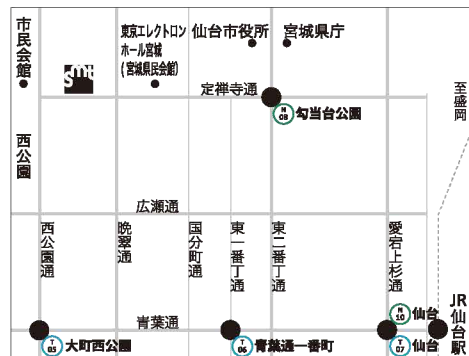 市民会館
smt
東京エレクトロン
ホール宮城
(宮城県民会館)
仙台市役所
宮城県庁
定禅寺通
N
08
勾当台公園
至盛岡
西公園
広瀬通
西公園通
晩翠通
国分町通
東一番丁通
東二番丁通
愛宕上杉通
青葉通
N
10
仙台
JR
仙台駅
T
05
大町西公園
T
06
青葉通一番町
T
07
仙台